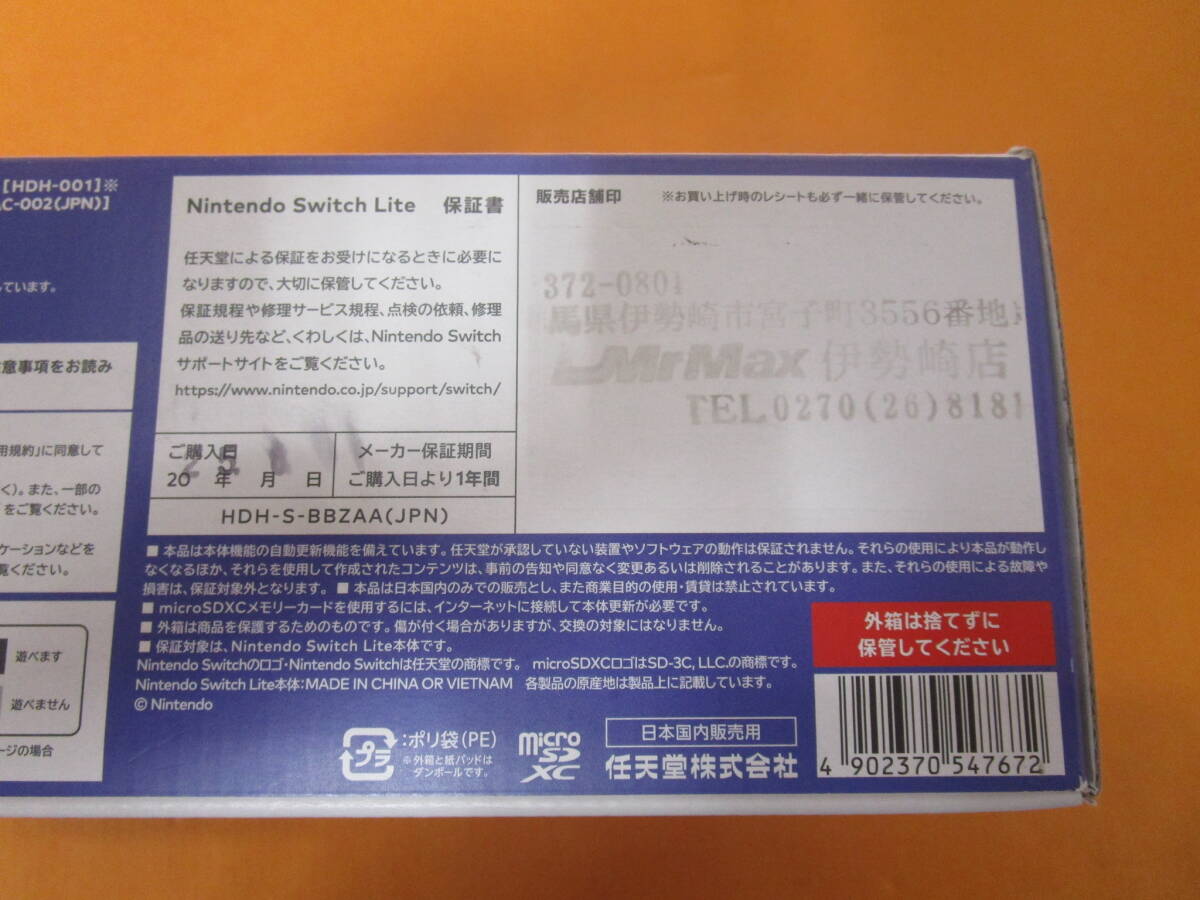 [HDH-001]※
AC-002(JPN)]
ています。
意事項をお読み
用規約」に同意して
く)。また、一部の
をご覧ください。
ケーションなどを
覧ください。
遊べます
遊べません
ージの場合
Nintendo Switch Lite 保証書
任天堂による保証をお受けになるときに必要に
なりますので、大切に保管してください。
保証規程や修理サービス規程、点検の依頼、修理
品の送り先など、くわしくは、Nintendo Switch
サポートサイトをご覧ください。
https://www.nintendo.co.jp/support/switch/
ご購入日
20 年 月 日
メーカー保証期間
ご購入日より1年間
HDH-S-BBZAA(JPN)
販売店舗印 ※お買い上げ時のレシートも必ず一緒に保管してください。
372-0801
馬県伊勢崎市宮子町3556番地
MrMax 伊勢崎店
TEL0270(26)8181
■ 本品は本体機能の自動更新機能を備えています。任天堂が承認していない装置やソフトウェアの動作は保証されません。それらの使用により本品が動作し
なくなるほか、それらを使用して作成されたコンテンツは、事前の告知や同意なく変更あるいは削除されることがあります。また、それらの使用による故障や
損害は、保証対象外となります。 ■ 本品は日本国内のみでの販売とし、また商業目的の使用・賃貸は禁止されています。
■ microSDXCメモリーカードを使用するには、インターネットに接続して本体更新が必要です。
■ 外箱は商品を保護するためのものです。傷が付く場合がありますが、交換の対象にはなりません。
■ 保証対象は、Nintendo Switch Lite本体です。
Nintendo Switchのロゴ・Nintendo Switchは任天堂の商標です。 microSDXCロゴはSD-3C, LLC.の商標です。
Nintendo Switch Lite本体:MADE IN CHINA OR VIETNAM 各製品の原産地は製品上に記載しています。
© Nintendo
外箱は捨てずに
保管してください
プラ :ポリ袋(PE)
※外箱と紙パッドは
ダンボールです。
micro SD XC
日本国内販売用
任天堂株式会社
4 902370 547672